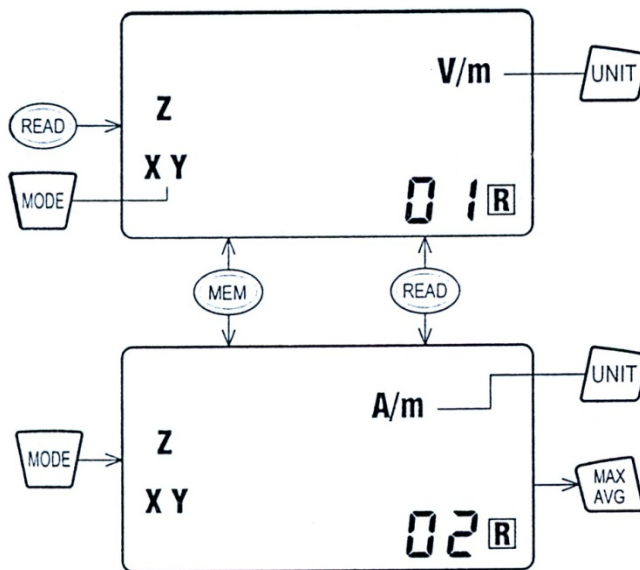 V/m
UNIT
Z
READ
X Y
MODE
01 R
MEM
READ
A/m
UNIT
Z
MODE
X Y
MAX
AVG
02 R